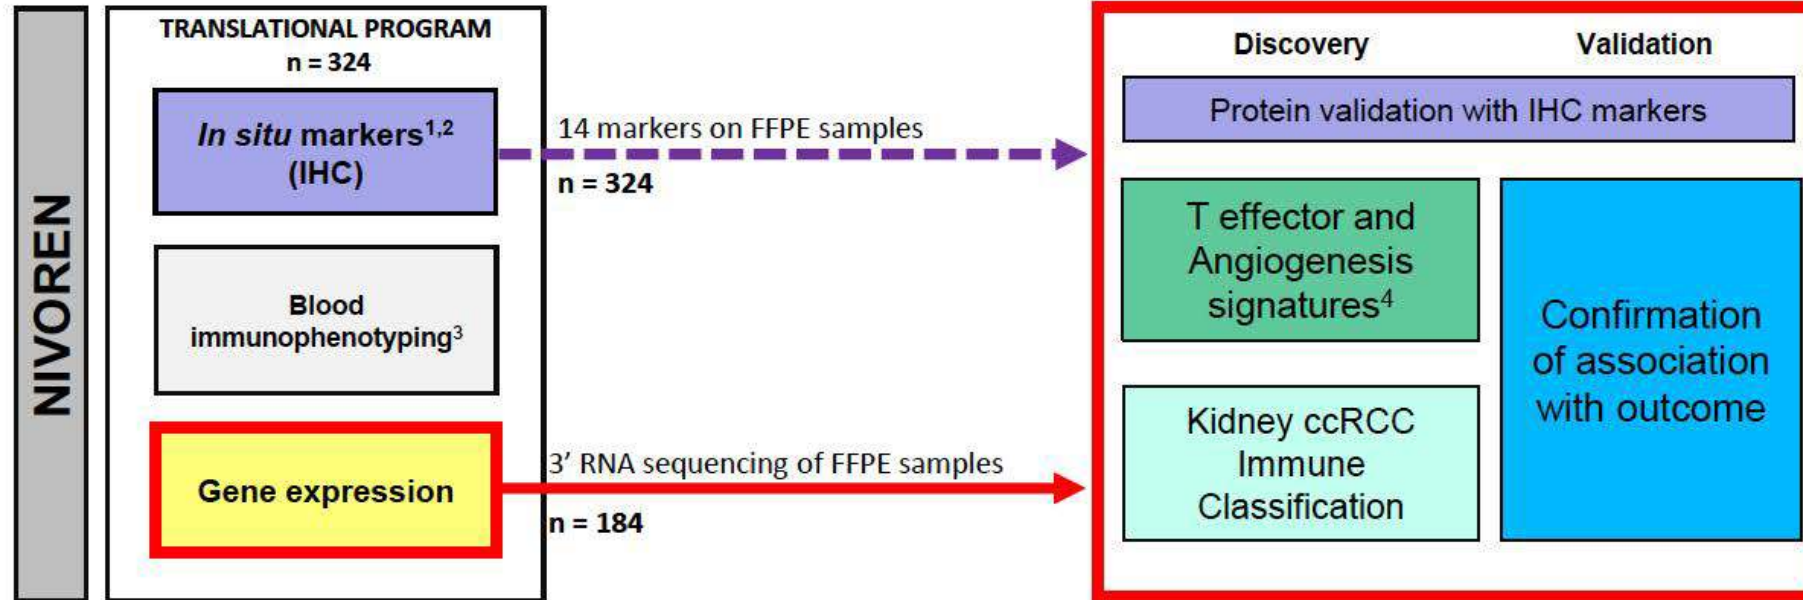 NIVOREN
TRANSLATIONAL PROGRAM
n = 324
In situ markers1,2
(IHC)
Blood
immunophenotyping3
Gene expression
14 markers on FFPE samples
n = 324
3’ RNA sequencing of FFPE samples
n = 184
Discovery
Validation
Protein validation with IHC markers
T effector and
Angiogenesis
signatures4
Kidney ccRCC
Immune
Classification
Confirmation
of association
with outcome